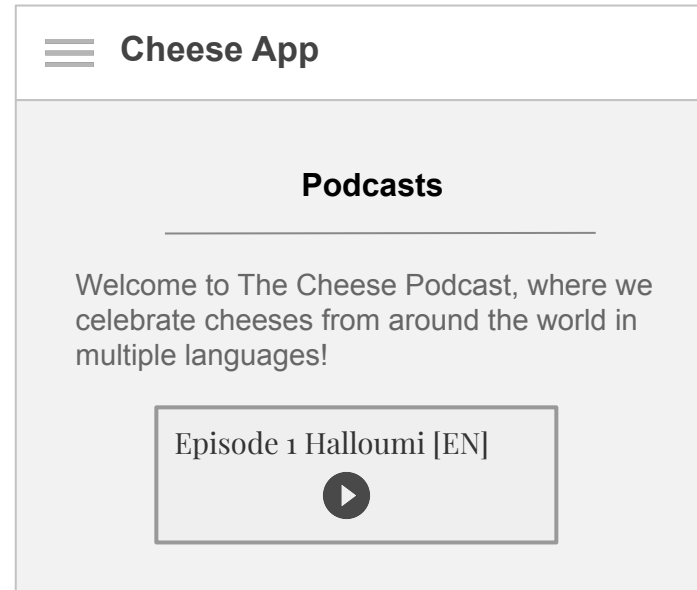 Cheese App
Podcasts
Welcome to The Cheese Podcast, where we
celebrate cheeses from around the world in
multiple languages!
Episode 1 Halloumi [EN]